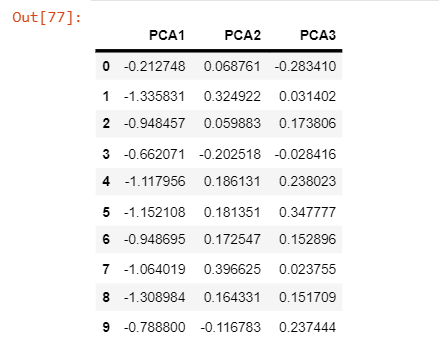 Out[77]:
PCA1 PCA2 PCA3
0 -0.212748 0.068761 -0.283410
1 -1.335831 0.324922 0.031402
2 -0.948457 0.059883 0.173806
3 -0.662071 -0.202518 -0.028416
4 -1.117956 0.186131 0.238023
5 -1.152108 0.181351 0.347777
6 -0.948695 0.172547 0.152896
7 -1.064019 0.396625 0.023755
8 -1.308984 0.164331 0.151709
9 -0.788800 -0.116783 0.237444